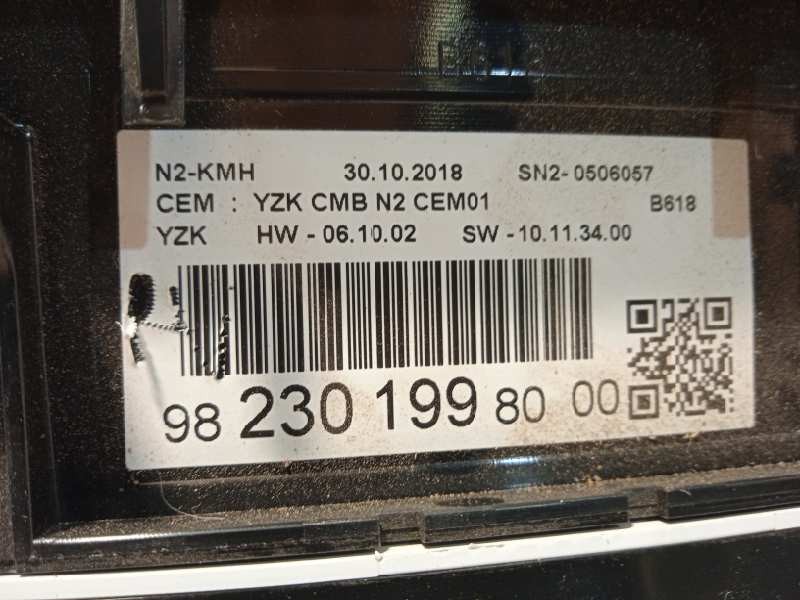 N2-KMH 30.10.2018 SN2-0506057
CEM : YZK CMB N2 CEM01 B618
YZK HW - 06.10.02 SW - 10.11.34.00
98 230 199 80 00